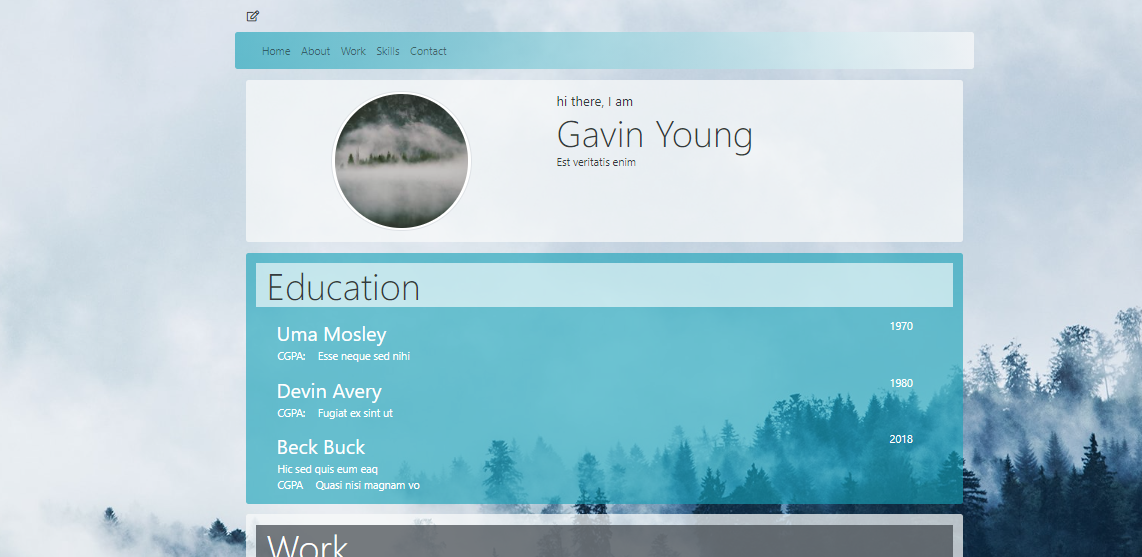 Home About Work Skills Contact
hi there, I am
Gavin Young
Est veritatis enim
Education
Uma Mosley 1970
CGPA: Esse neque sed nihi
Devin Avery 1980
CGPA: Fugiat ex sint ut
Beck Buck 2018
Hic sed quis eum eaq
CGPA Quasi nisi magnam vo
Work